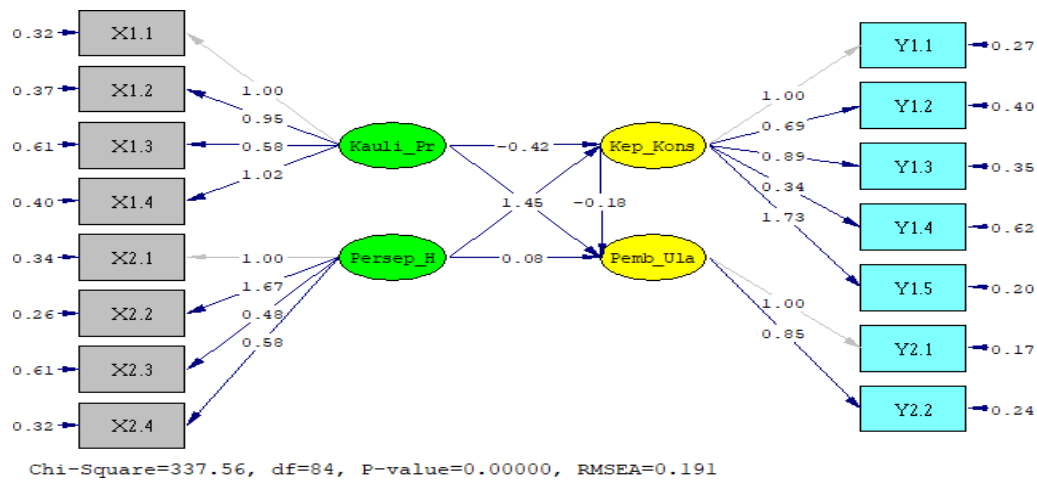 0.32 X1.1
0.37 X1.2
0.61 X1.3
0.40 X1.4
0.34 X2.1
0.26 X2.2
0.61 X2.3
0.32 X2.4
1.00
0.95
0.58
1.02
1.00
1.67
0.48
0.58
Kauli_Pr
Persep_H
-0.42
1.45
-0.18
0.08
Kep_Kons
Pemb_Ula
1.00
0.69
0.89
0.34
1.73
1.00
0.85
Y1.1 0.27
Y1.2 0.40
Y1.3 0.35
Y1.4 0.62
Y1.5 0.20
Y2.1 0.17
Y2.2 0.24
Chi-Square=337.56, df=84, P-value=0.00000, RMSEA=0.191